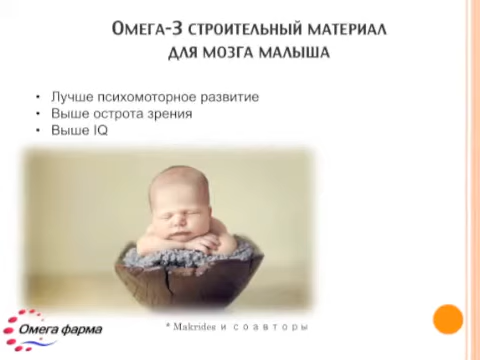 Омега-3 строительный материал
для мозга малыша
• Лучше психомоторное развитие
• Выше острота зрения
• Выше IQ
Омега фарма
* Makrides и соавторы